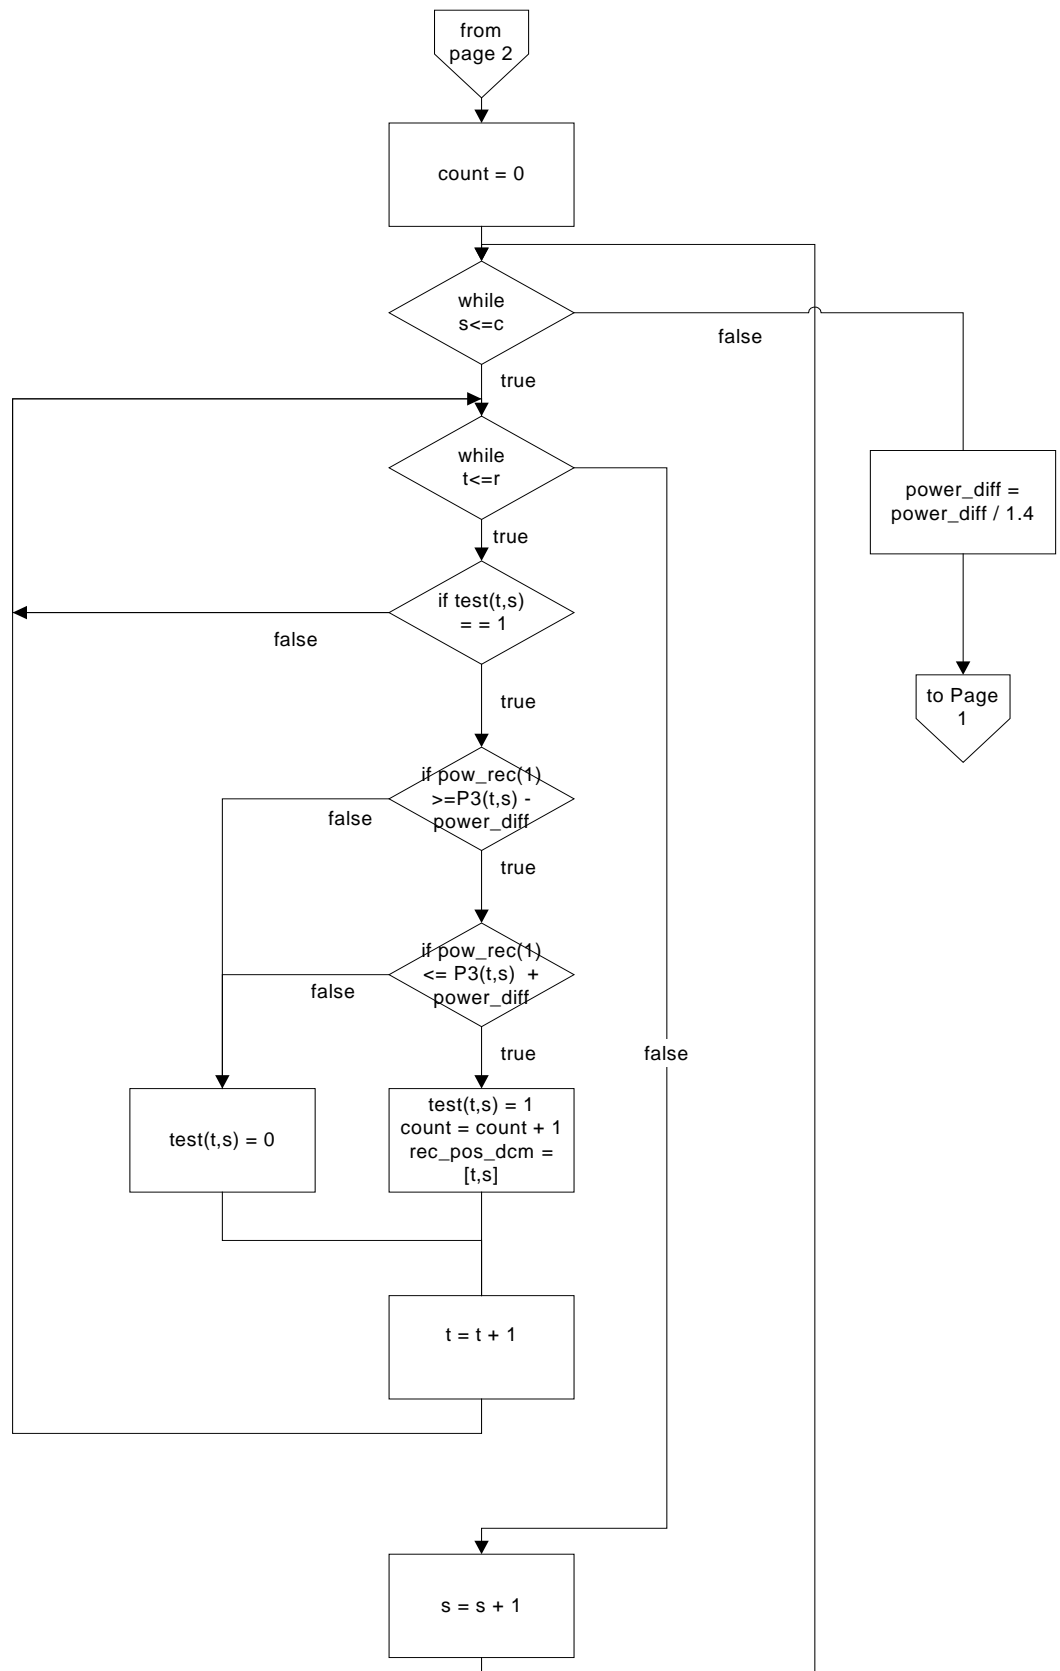 from
page 2
count = 0
while
s<=c
false
true
while
t<=r
power_diff =
power_diff / 1.4
true
if test(t,s)
= = 1
false
true
to Page
1
if pow_rec(1)
>=P3(t,s) -
power_diff
false
true
if pow_rec(1)
<= P3(t,s) +
power_diff
false
true
false
test(t,s) = 0
test(t,s) = 1
count = count + 1
rec_pos_dcm =
[t,s]
t = t + 1
s = s + 1